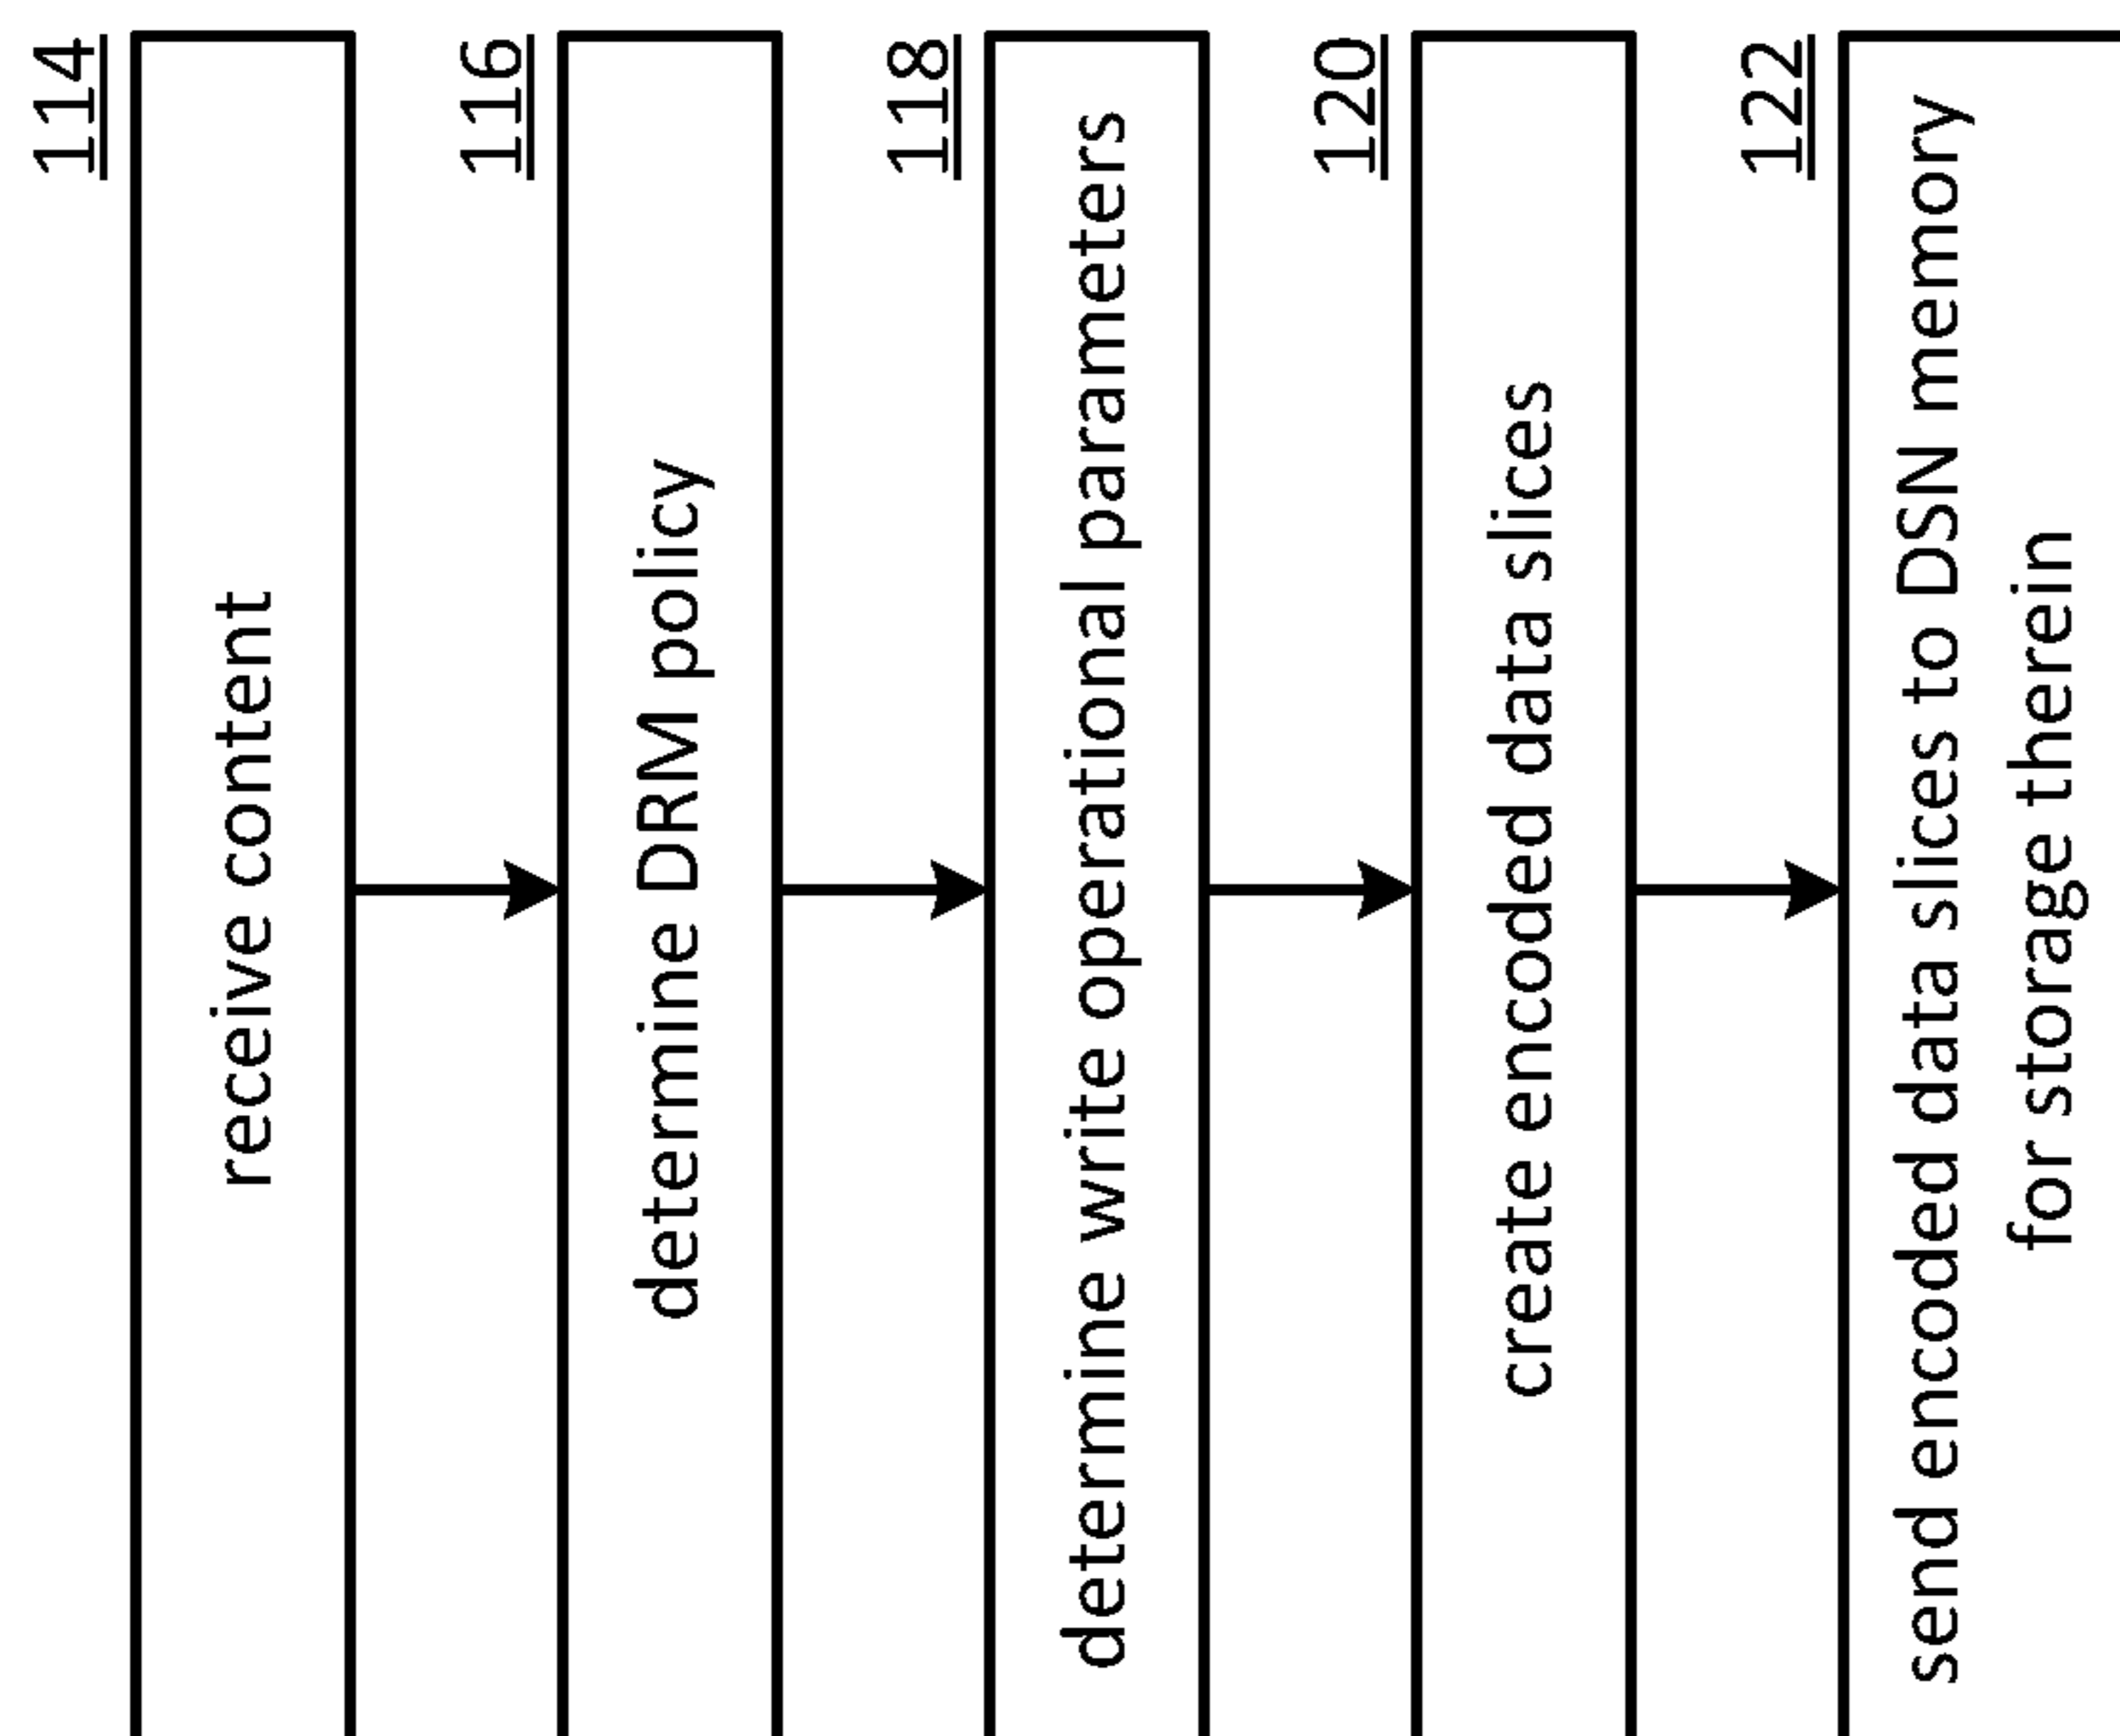 114
receive content
116
determine DRM policy
118
determine write operational parameters
120
create encoded data slices
122
send encoded data slices to DSN memory
for storage therein